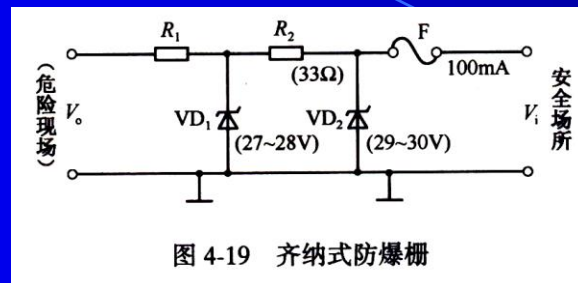 R₁ R₂ F
(33Ω) 100mA
(危险现场) Vₒ VD₁ (27~28V) VD₂ (29~30V) Vᵢ 安全场所
图 4-19 齐纳式防爆栅